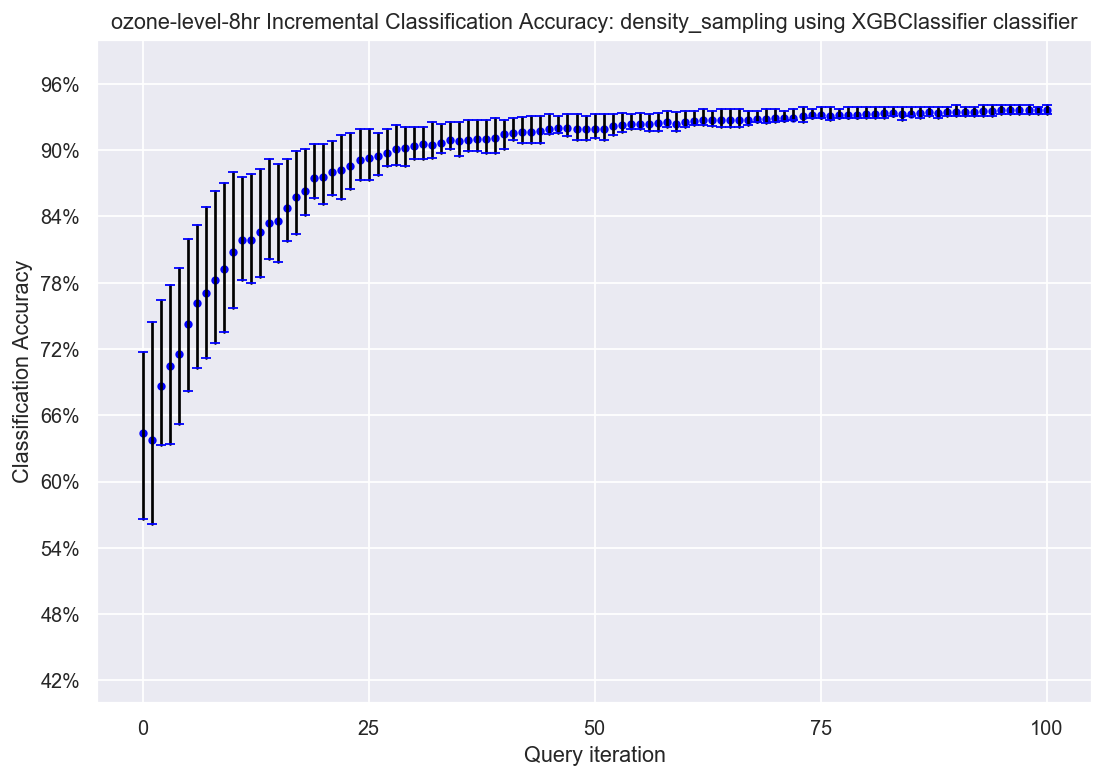 ozone-level-8hr Incremental Classification Accuracy: density_sampling using XGBClassifier classifier
96%
90%
84%
78%
72%
66%
60%
54%
48%
42%
Classification Accuracy
0 25 50 75 100
Query iteration